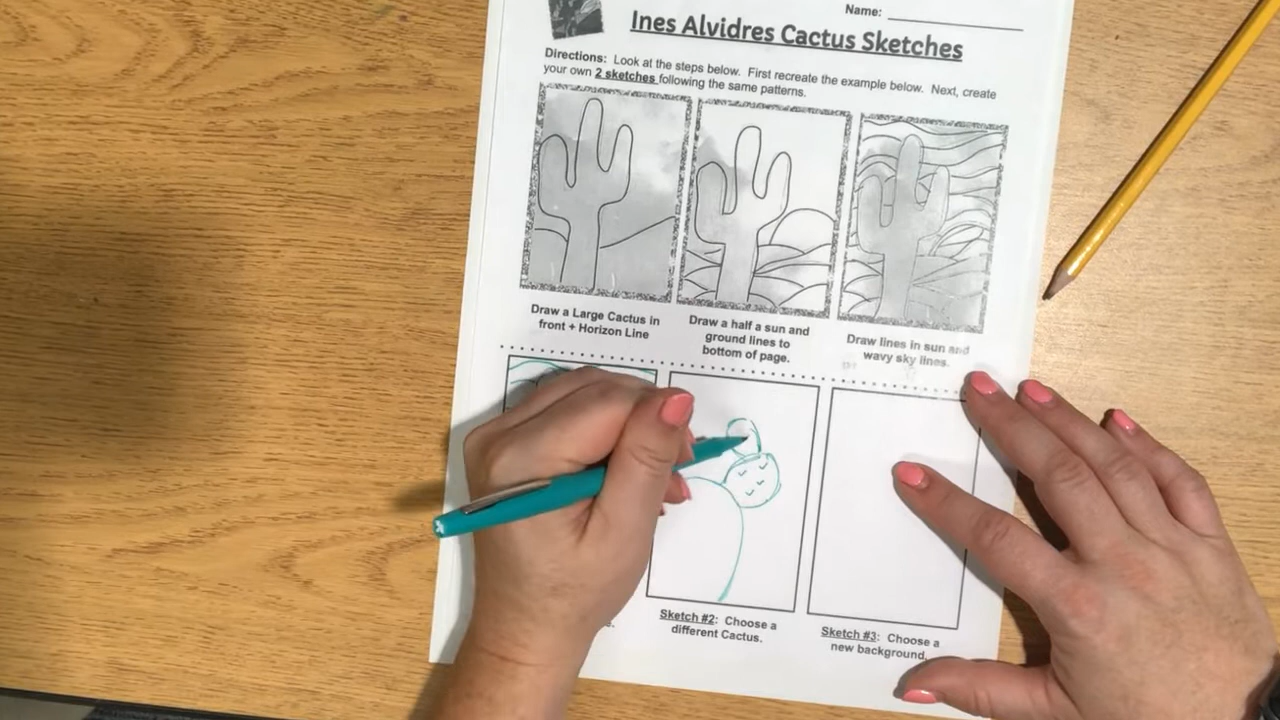 Name:
Ines Alvidres Cactus Sketches
Directions: Look at the steps below. First recreate the example below. Next, create
your own 2 sketches following the same patterns.
Draw a Large Cactus in
front + Horizon Line
Draw a half a sun and
ground lines to
bottom of page.
Draw lines in sun and
wavy sky lines.
Sketch #2: Choose a
different Cactus.
Sketch #3: Choose a
new background.